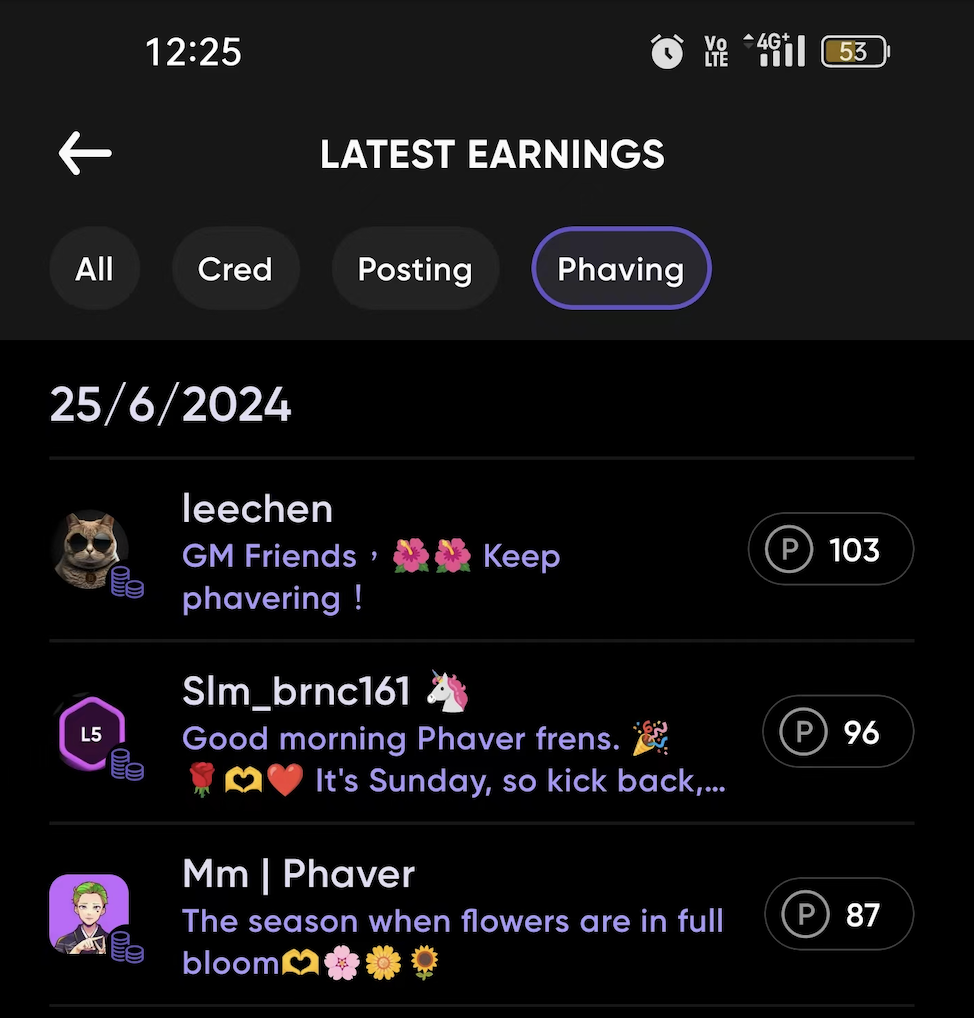 12:25
Vo 4G+ 53
LTE
LATEST EARNINGS
All Cred Posting Phaving
25/6/2024
leechen
GM Friends，🌺🌺 Keep
phavering！
P 103
Slm_brnc161 🦄
L5
Good morning Phaver frens. 🎉
🌹🫶❤️ It's Sunday, so kick back,...
P 96
Mm | Phaver
The season when flowers are in full
bloom🫶🌸🌼🌻
P 87